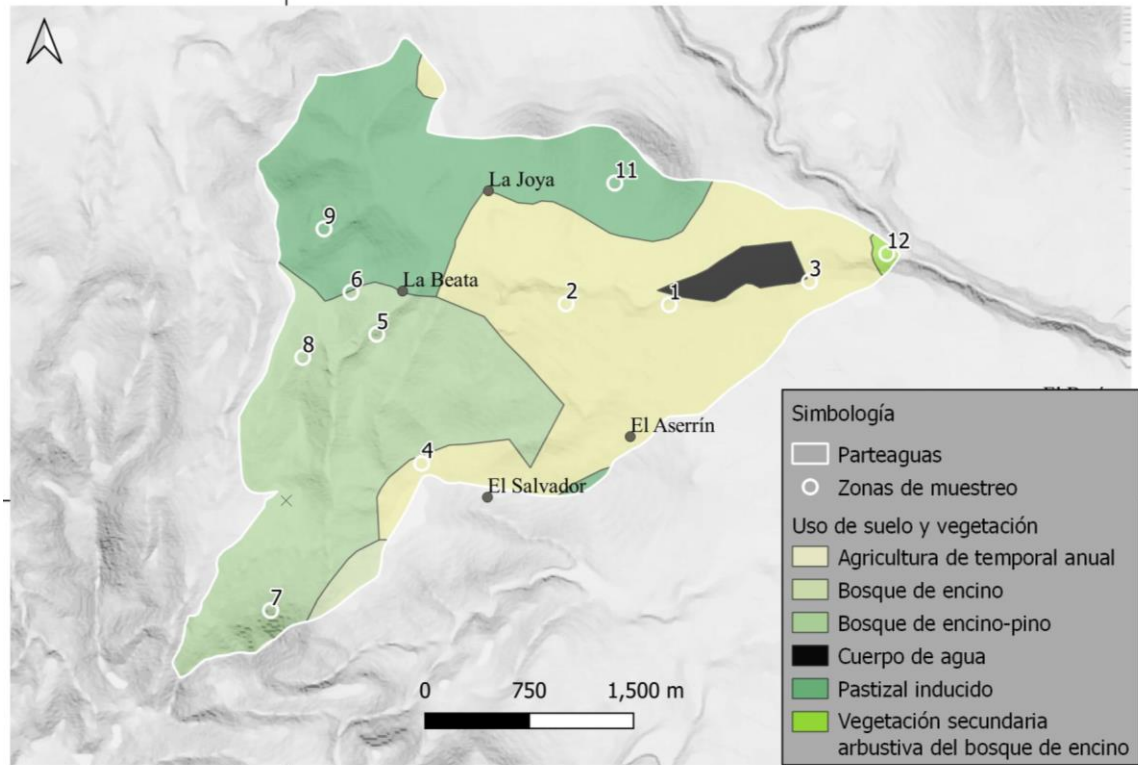 11
La Joya
9
12
6
La Beata
3
2
1
5
8
El Aserrín
4
El Salvador
7
0 750 1,500 m
Simbología
Parteaguas
Zonas de muestreo
Uso de suelo y vegetación
Agricultura de temporal anual
Bosque de encino
Bosque de encino-pino
Cuerpo de agua
Pastizal inducido
Vegetación secundaria
arbustiva del bosque de encino